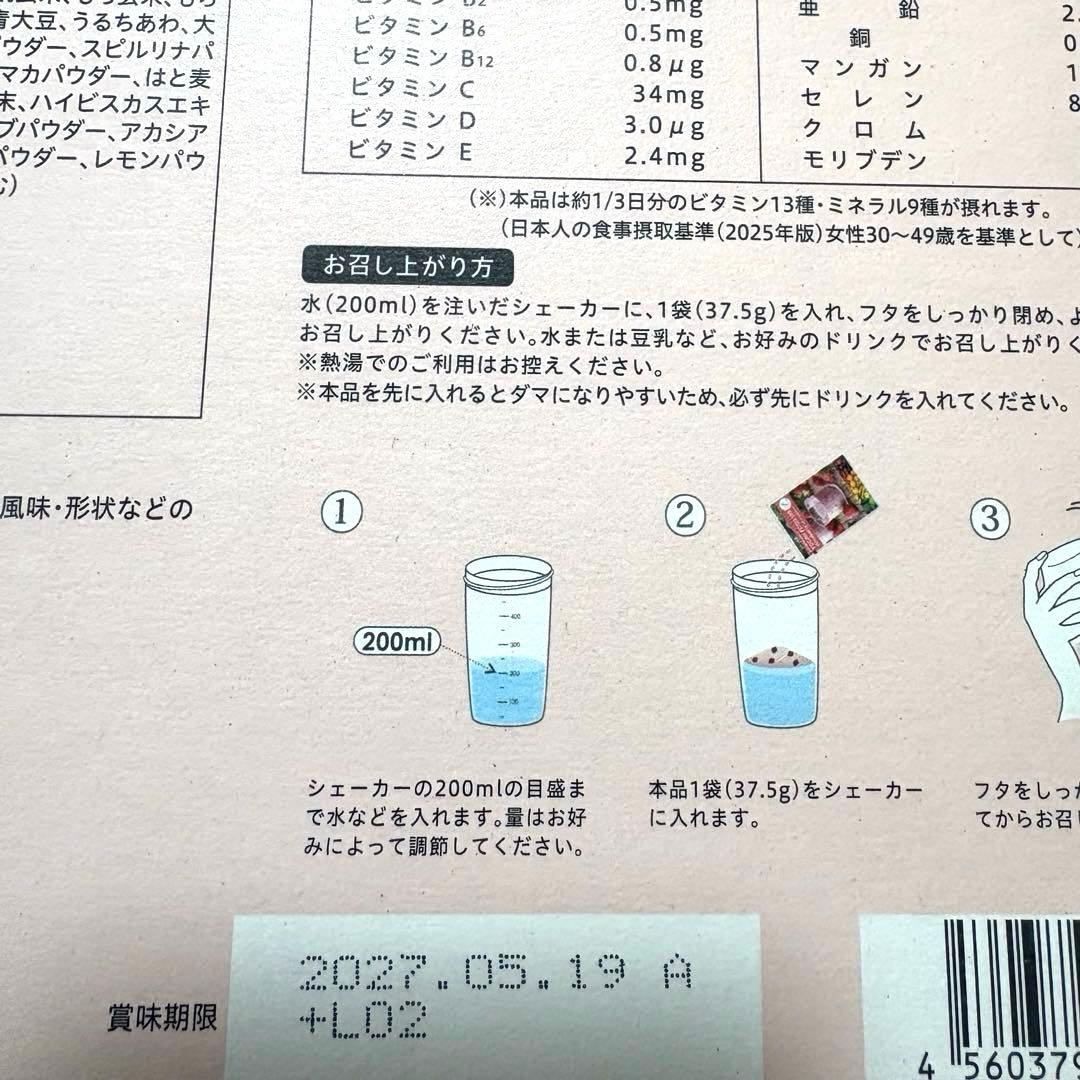 青大豆、うるちあわ、大
パウダー、スピルリナパ
マカパウダー、はと麦
末、ハイビスカスエキ
ブパウダー、アカシア
パウダー、レモンパウ
む)
ビタミン B2 0.5mg
ビタミン B6 0.5mg
ビタミン B12 0.8μg
ビタミン C 34mg
ビタミン D 3.0μg
ビタミン E 2.4mg
亜鉛 2.
銅 0
マンガン 1
セレン 8
クロム
モリブデン
(※)本品は約1/3日分のビタミン13種・ミネラル9種が摂れます。
(日本人の食事摂取基準(2025年版)女性30〜49歳を基準として)
お召し上がり方
水(200ml)を注いだシェーカーに、1袋(37.5g)を入れ、フタをしっかり閉め、よ
お召し上がりください。水または豆乳など、お好みのドリンクでお召し上がりく
※熱湯でのご利用はお控えください。
※本品を先に入れるとダマになりやすいため、必ず先にドリンクを入れてください。
風味・形状などの
①
②
③
400
300
200
100
200ml
シェーカーの200mlの目盛ま
で水などを入れます。量はお好
みによって調節してください。
本品1袋(37.5g)をシェーカー
に入れます。
フタをしっか
てからお召し
賞味期限
2027.05.19 A
+L02
4 560379